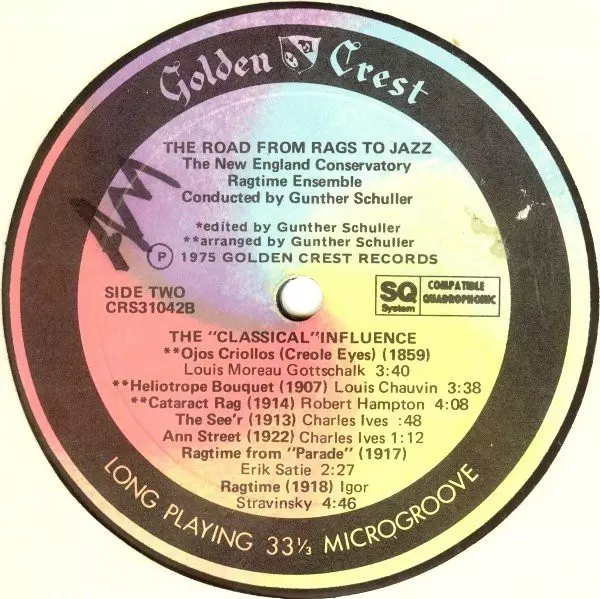 Golden Crest
THE ROAD FROM RAGS TO JAZZ
The New England Conservatory
Ragtime Ensemble
Conducted by Gunther Schuller
*edited by Gunther Schuller
**arranged by Gunther Schuller
AM
Ⓟ 1975 GOLDEN CREST RECORDS
SIDE TWO
CRS31042B
SQ
System
COMPATIBLE
QUADROPHONIC
THE "CLASSICAL"INFLUENCE
**Ojos Criollos (Creole Eyes) (1859)
Louis Moreau Gottschalk 3:40
**Heliotrope Bouquet (1907) Louis Chauvin 3:38
**Cataract Rag (1914) Robert Hampton 4:08
The See'r (1913) Charles Ives :48
Ann Street (1922) Charles Ives 1:12
Ragtime from "Parade" (1917)
Erik Satie 2:27
Ragtime (1918) Igor
Stravinsky 4:46
LONG PLAYING 33⅓ MICROGROOVE